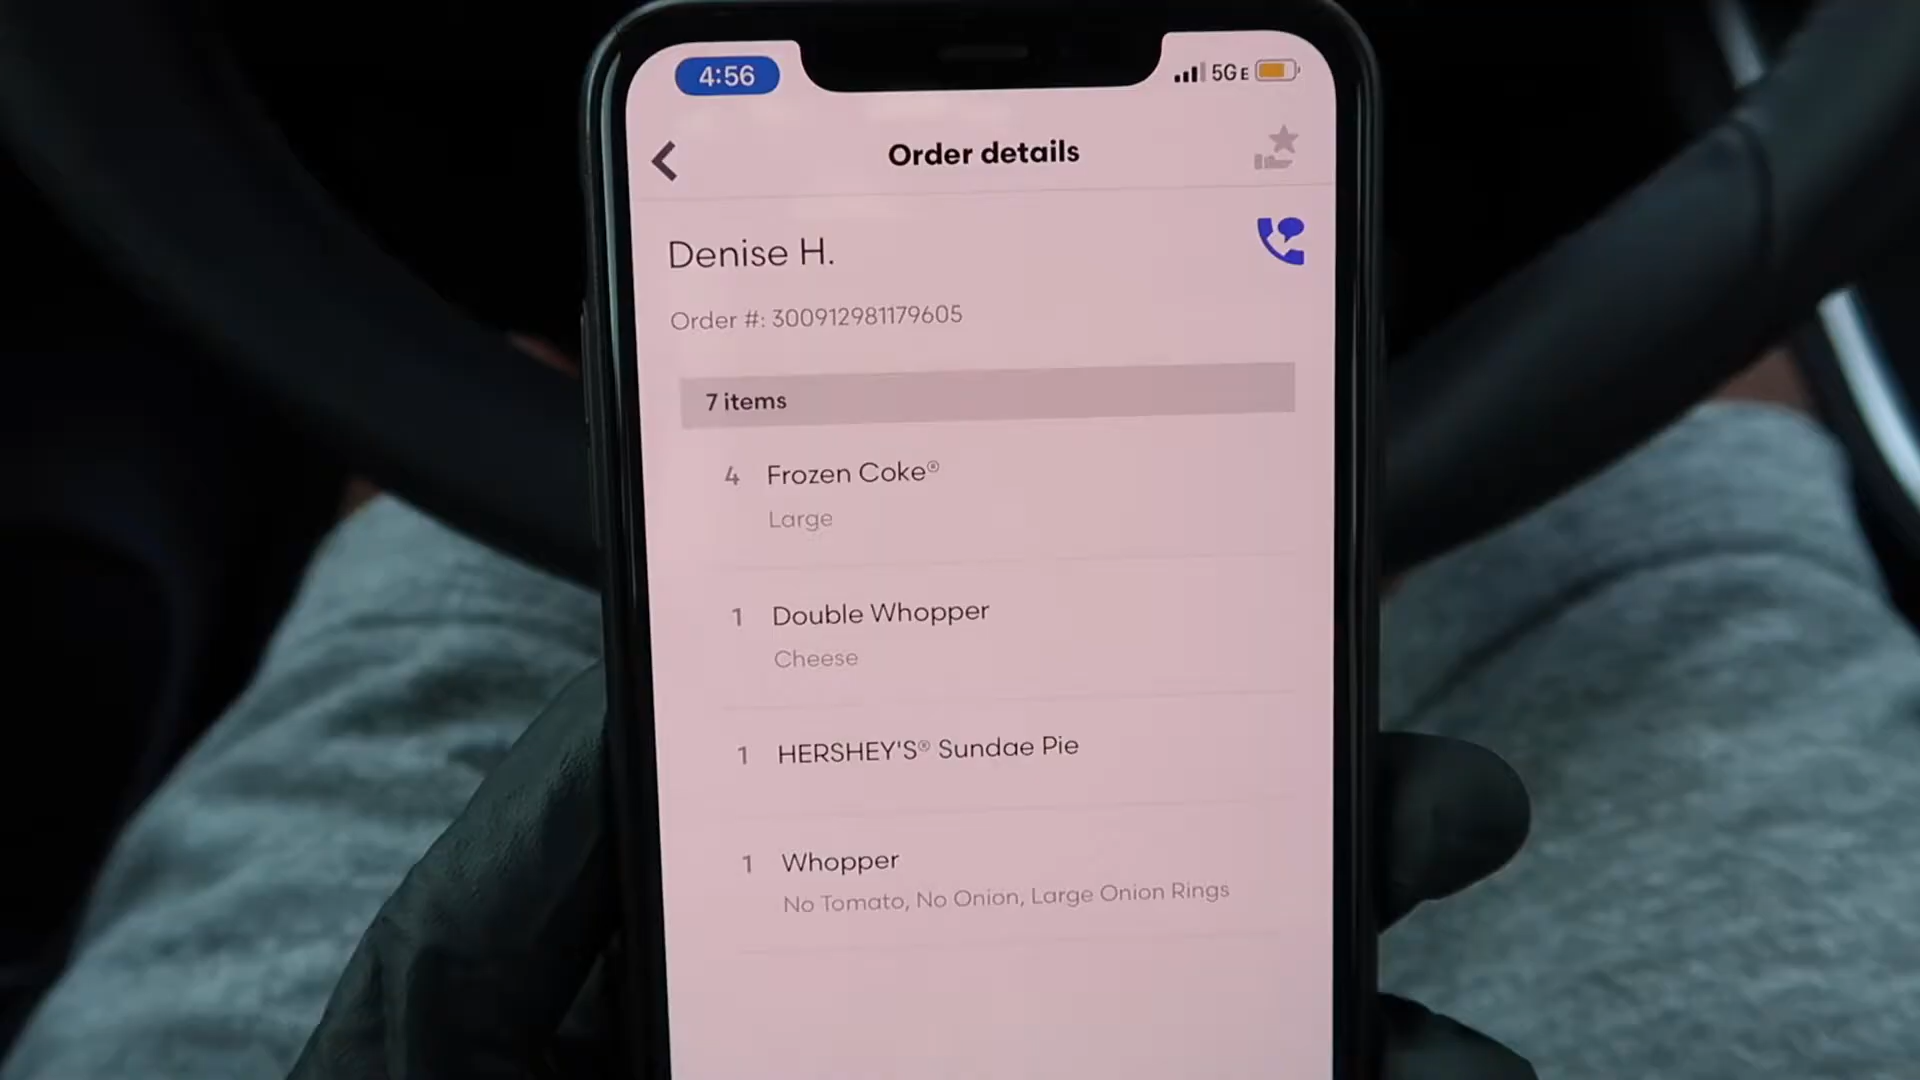 4:56
5GE
Order details
Denise H.
Order #: 300912981179605
7 items
4 Frozen Coke®
Large
1 Double Whopper
Cheese
1 HERSHEY'S® Sundae Pie
1 Whopper
No Tomato, No Onion, Large Onion Rings